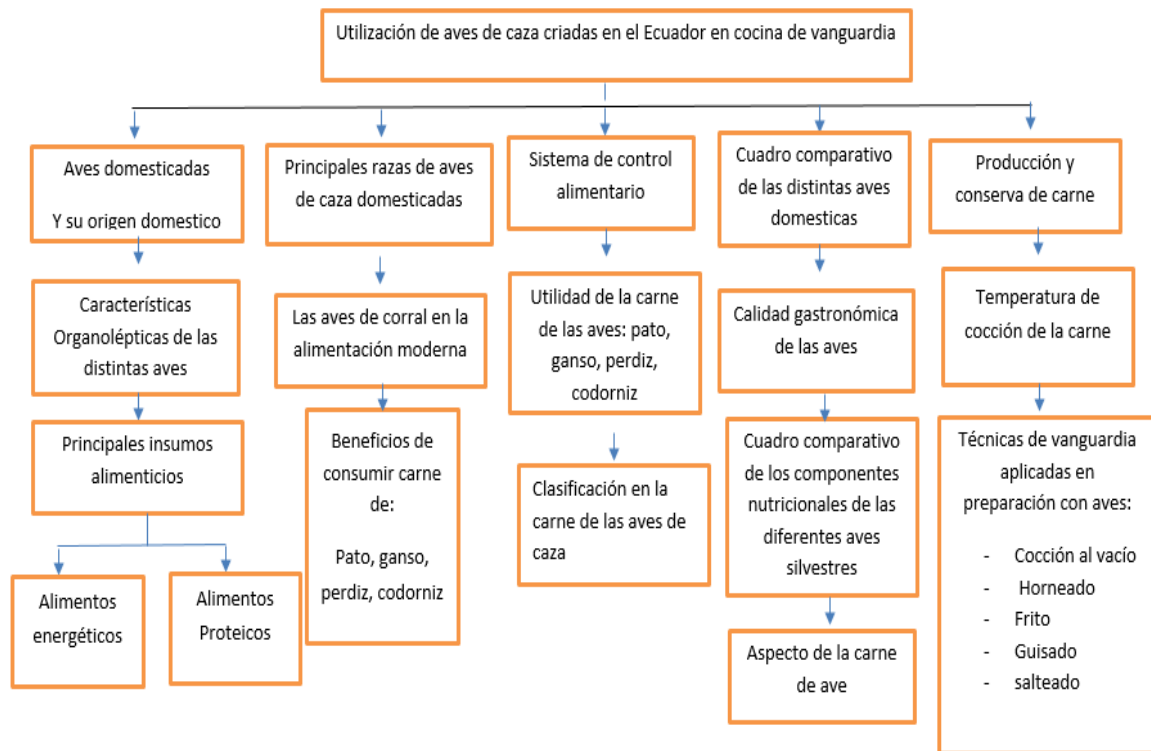 Utilización de aves de caza criadas en el Ecuador en cocina de vanguardia
Aves domesticadas
Y su origen domestico
Características
Organolépticas de las
distintas aves
Principales insumos
alimenticios
Alimentos
energéticos
Alimentos
Proteicos
Principales razas de aves
de caza domesticadas
Las aves de corral en la
alimentación moderna
Beneficios de
consumir carne
de:
Pato, ganso,
perdiz, codorniz
Sistema de control
alimentario
Utilidad de la carne
de las aves: pato,
ganso, perdiz,
codorniz
Clasificación en la
carne de las aves de
caza
Cuadro comparativo
de las distintas aves
domesticas
Calidad gastronómica
de las aves
Cuadro comparativo
de los componentes
nutricionales de las
diferentes aves
silvestres
Aspecto de la carne
de ave
Producción y
conserva de carne
Temperatura de
cocción de la carne
Técnicas de vanguardia
aplicadas en
preparación con aves:
- Cocción al vacío
- Horneado
- Frito
- Guisado
- salteado